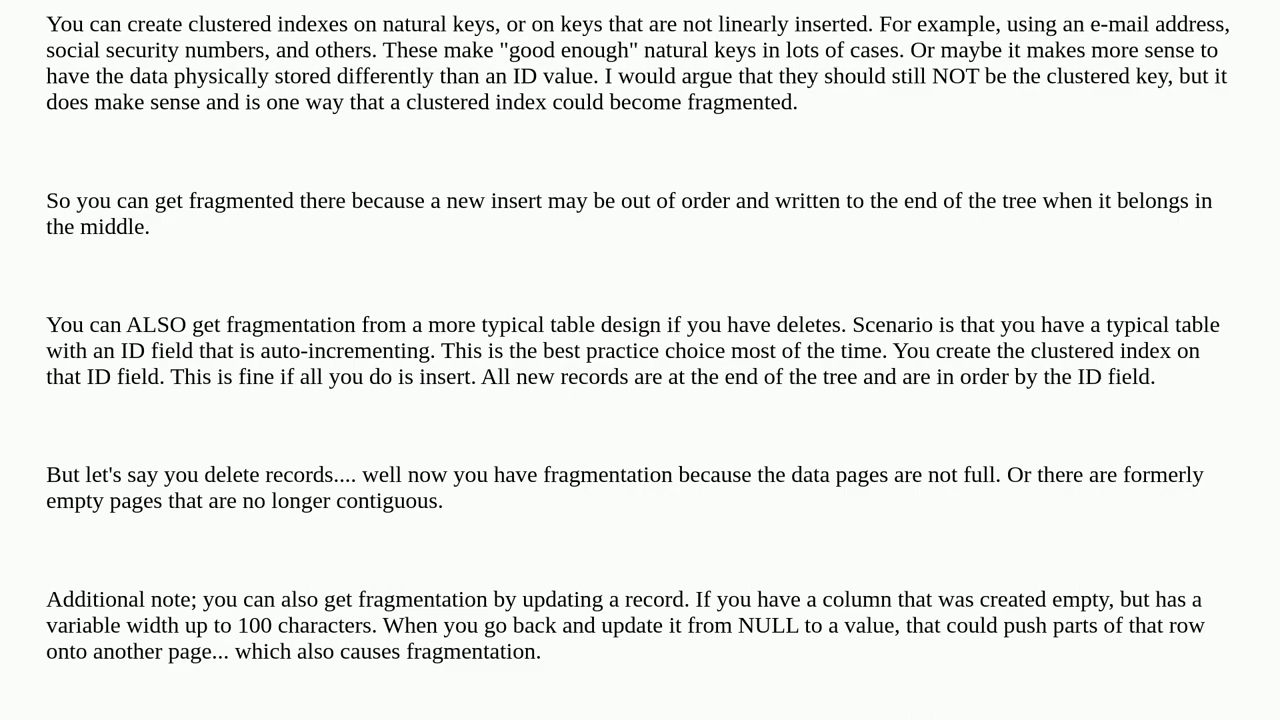 You can create clustered indexes on natural keys, or on keys that are not linearly inserted. For example, using an e-mail address,
social security numbers, and others. These make "good enough" natural keys in lots of cases. Or maybe it makes more sense to
have the data physically stored differently than an ID value. I would argue that they should still NOT be the clustered key, but it
does make sense and is one way that a clustered index could become fragmented.
So you can get fragmented there because a new insert may be out of order and written to the end of the tree when it belongs in
the middle.
You can ALSO get fragmentation from a more typical table design if you have deletes. Scenario is that you have a typical table
with an ID field that is auto-incrementing. This is the best practice choice most of the time. You create the clustered index on
that ID field. This is fine if all you do is insert. All new records are at the end of the tree and are in order by the ID field.
But let's say you delete records.... well now you have fragmentation because the data pages are not full. Or there are formerly
empty pages that are no longer contiguous.
Additional note; you can also get fragmentation by updating a record. If you have a column that was created empty, but has a
variable width up to 100 characters. When you go back and update it from NULL to a value, that could push parts of that row
onto another page... which also causes fragmentation.